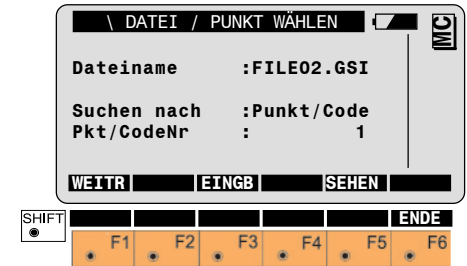 \ DATEI / PUNKT WÄHLEN
MC
Dateiname :FILE02.GSI
Suchen nach :Punkt/Code
Pkt/CodeNr : 1
WEITR EINGB SEHEN
SHIFT ENDE
F1 F2 F3 F4 F5 F6